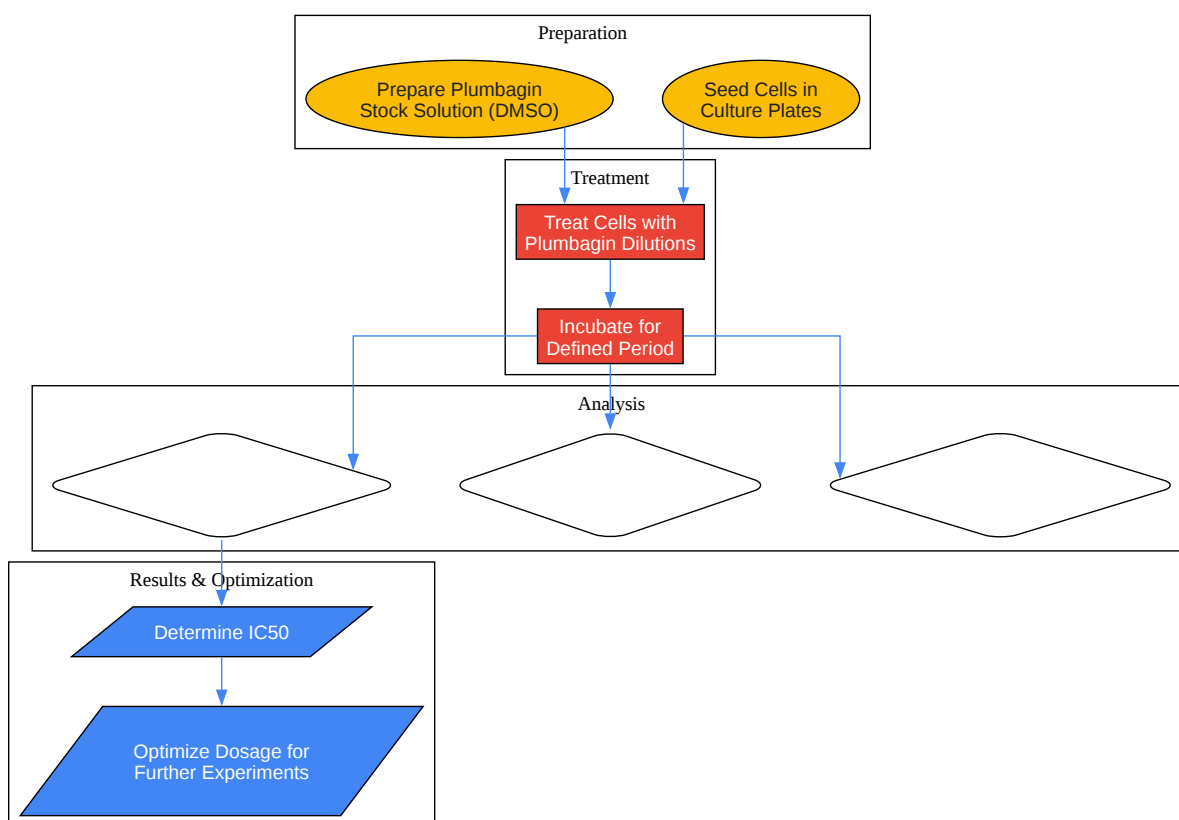 Preparation
Prepare Plumbagin
Stock Solution (DMSO)
Seed Cells in
Culture Plates
Treatment
Treat Cells with
Plumbagin Dilutions
Incubate for
Defined Period
Analysis
Results & Optimization
Determine IC50
Optimize Dosage for
Further Experiments